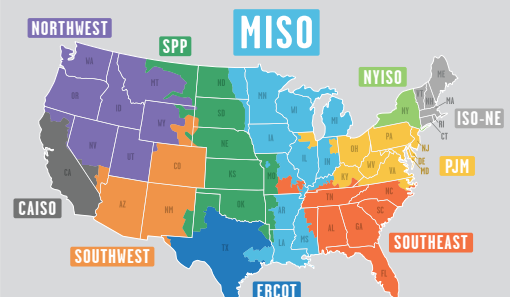 MISO
NORTHWEST
SPP
NYISO
ISO-NE
PJM
CAISO
SOUTHWEST
SOUTHEAST
ERCOT
WA
OR
ID
MT
WY
NV
UT
CA
AZ
NM
CO
ND
SD
NE
KS
OK
TX
MN
IA
MO
AR
LA
MS
WI
IL
IN
MI
OH
KY
WV
VA
PA
NY
VT
NH
ME
MA
RI
CT
NJ
DE
MD
TN
NC
SC
AL
GA
FL